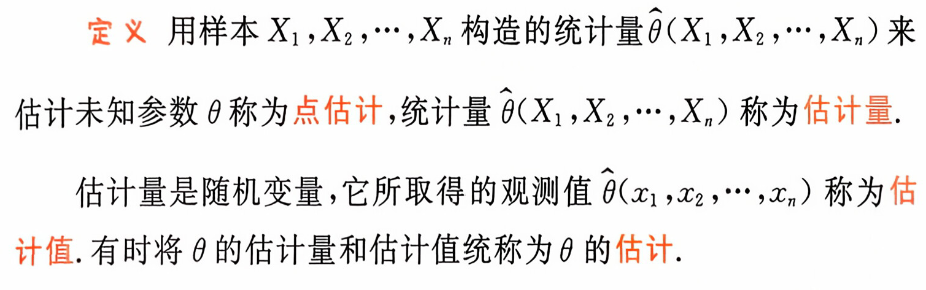 定义 用样本 X₁,X₂,⋯,Xₙ 构造的统计量 θ̂(X₁,X₂,⋯,Xₙ) 来
估计未知参数 θ 称为点估计,统计量 θ̂(X₁,X₂,⋯,Xₙ) 称为估计量.
估计量是随机变量,它所取得的观测值 θ̂(x₁,x₂,⋯,xₙ) 称为估
计值. 有时将 θ 的估计量和估计值统称为 θ 的估计.